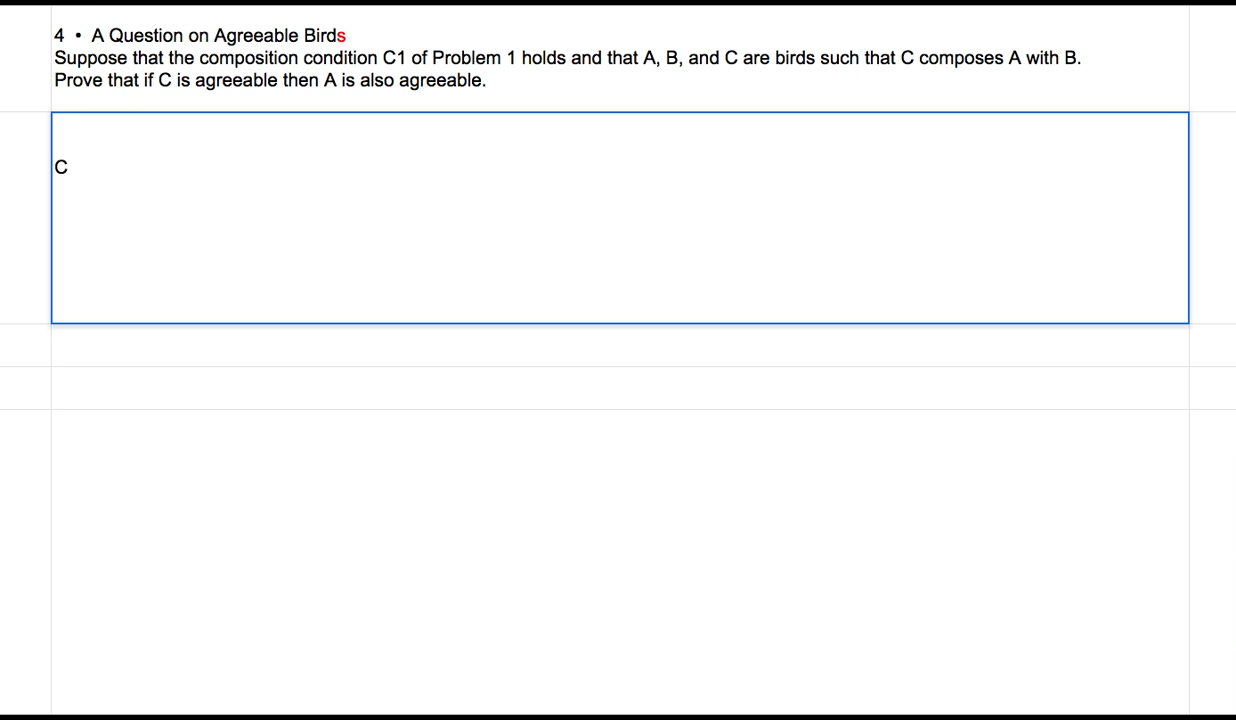 4 • A Question on Agreeable Birds
Suppose that the composition condition C1 of Problem 1 holds and that A, B, and C are birds such that C composes A with B.
Prove that if C is agreeable then A is also agreeable.
C